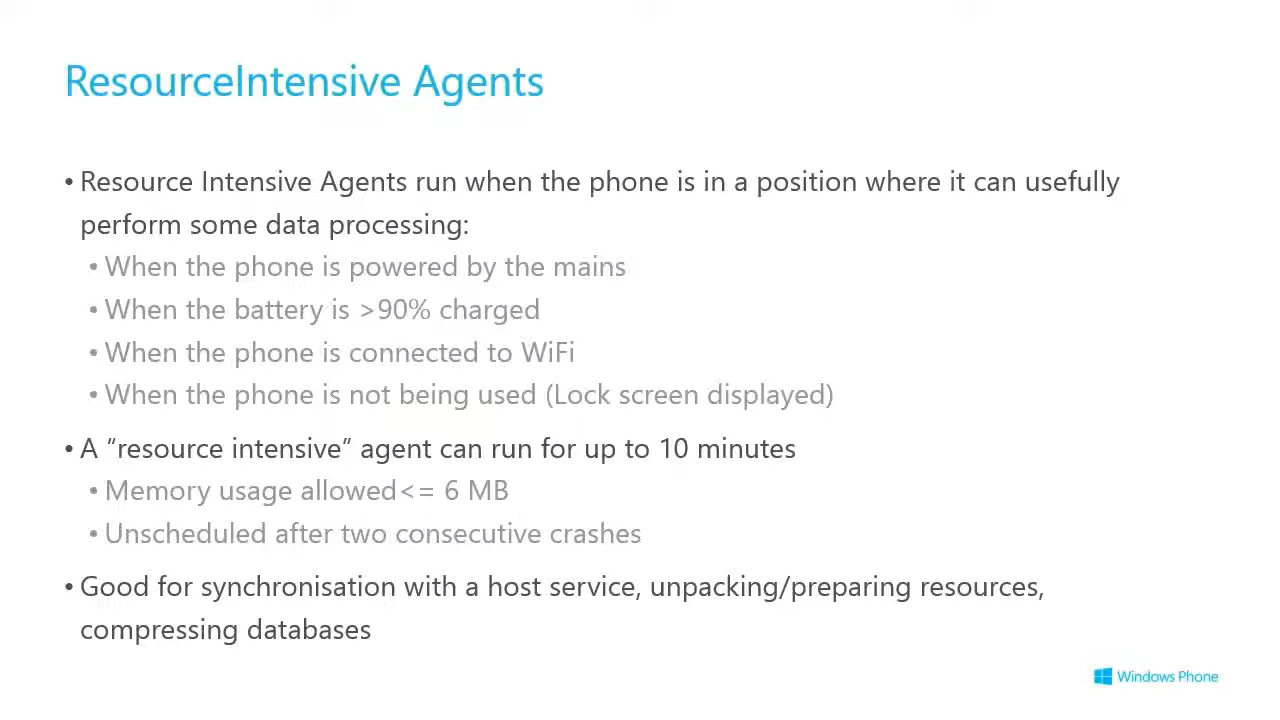 ResourceIntensive Agents
• Resource Intensive Agents run when the phone is in a position where it can usefully
perform some data processing:
• When the phone is powered by the mains
• When the battery is >90% charged
• When the phone is connected to WiFi
• When the phone is not being used (Lock screen displayed)
• A “resource intensive” agent can run for up to 10 minutes
• Memory usage allowed<= 6 MB
• Unscheduled after two consecutive crashes
• Good for synchronisation with a host service, unpacking/preparing resources,
compressing databases
Windows Phone